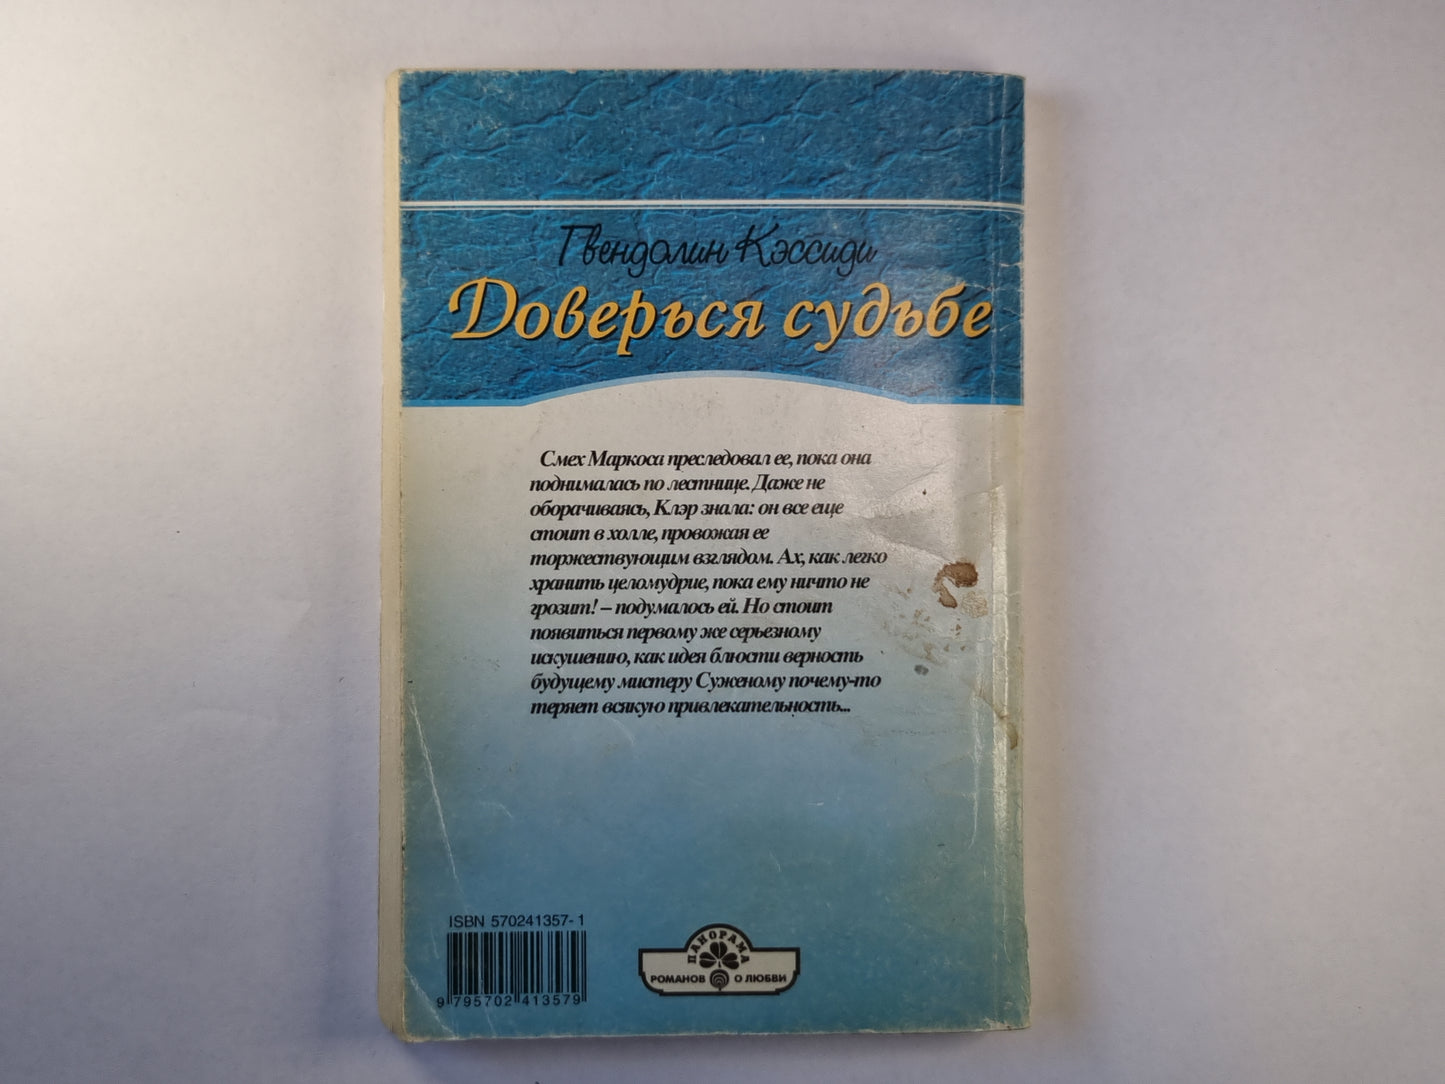 Гвендолин Кэссиди
Доверься судьбе
Смех Маркоса преследовал ее, пока она
поднималась по лестнице. Даже не
оборачиваясь, Клэр знала: он все еще
стоит в холле, провожая ее
торжествующим взглядом. Ах, как легко
хранить целомудрие, пока ему ничто не
грозит! – подумалось ей. Но стоит
появиться первому же серьезному
искушению, как идея блюсти верность
будущему мистеру Суженому почему-то
теряет всякую привлекательность...
ISBN 570241357-1
9 795702 413579
ПАНОРАМА
РОМАНОВ О ЛЮБВИ